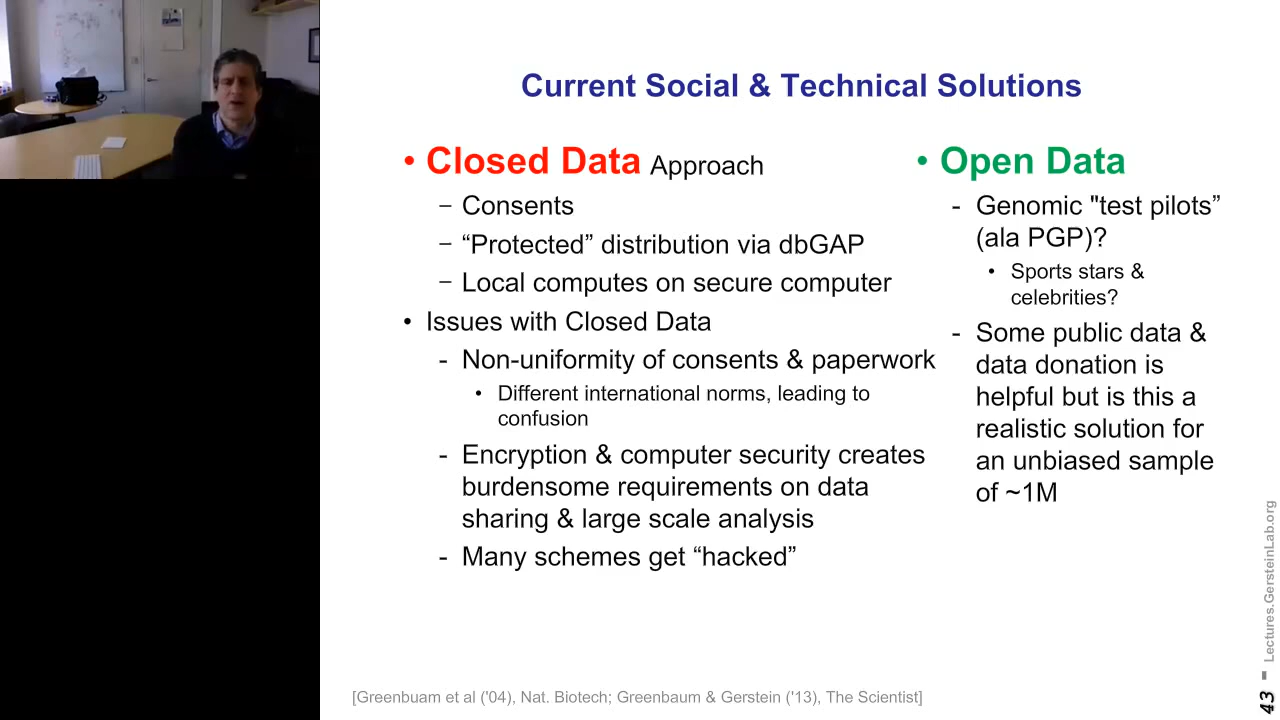 Current Social & Technical Solutions
• Closed Data Approach
– Consents
– “Protected” distribution via dbGAP
– Local computes on secure computer
• Issues with Closed Data
- Non-uniformity of consents & paperwork
• Different international norms, leading to
confusion
- Encryption & computer security creates
burdensome requirements on data
sharing & large scale analysis
- Many schemes get “hacked”
• Open Data
- Genomic "test pilots”
(ala PGP)?
• Sports stars &
celebrities?
- Some public data &
data donation is
helpful but is this a
realistic solution for
an unbiased sample
of ~1M
[Greenbuam et al ('04), Nat. Biotech; Greenbaum & Gerstein ('13), The Scientist]
43 - Lectures.GersteinLab.org